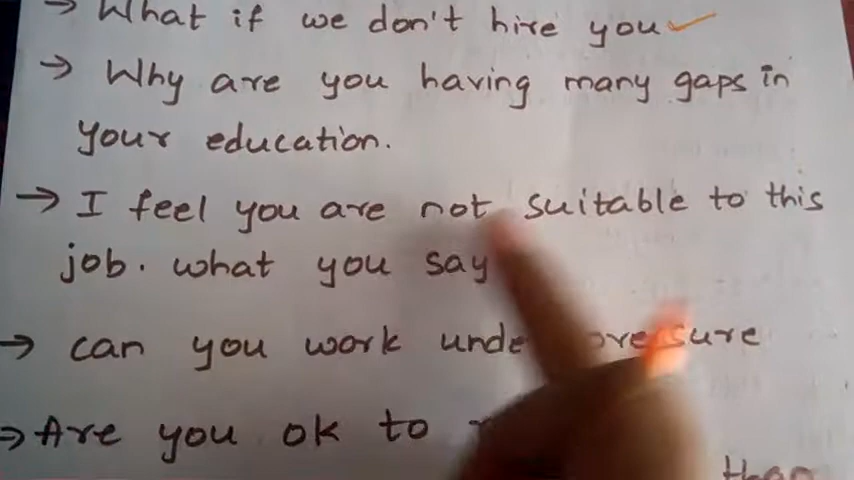 → What if we don't hire you ✓
→ Why are you having many gaps in
your education.
→ I feel you are not suitable to this
job. what you say
→ can you work
→ Are you ok to
than